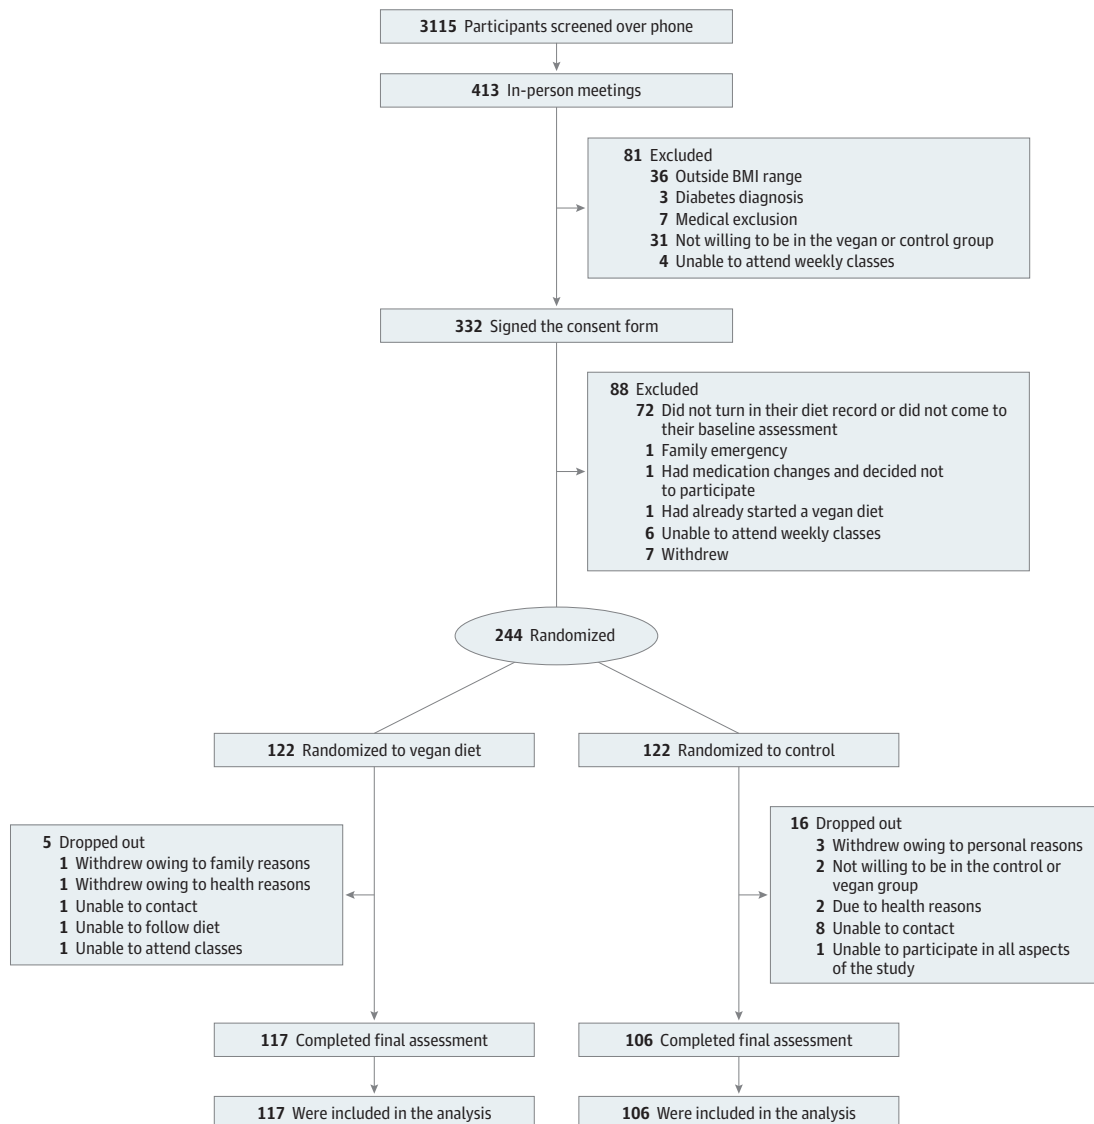 3115 Participants screened over phone
413 In-person meetings
81 Excluded
36 Outside BMI range
3 Diabetes diagnosis
7 Medical exclusion
31 Not willing to be in the vegan or control group
4 Unable to attend weekly classes
332 Signed the consent form
88 Excluded
72 Did not turn in their diet record or did not come to
their baseline assessment
1 Family emergency
1 Had medication changes and decided not
to participate
1 Had already started a vegan diet
6 Unable to attend weekly classes
7 Withdrew
244 Randomized
122 Randomized to vegan diet
122 Randomized to control
5 Dropped out
1 Withdrew owing to family reasons
1 Withdrew owing to health reasons
1 Unable to contact
1 Unable to follow diet
1 Unable to attend classes
16 Dropped out
3 Withdrew owing to personal reasons
2 Not willing to be in the control or
vegan group
2 Due to health reasons
8 Unable to contact
1 Unable to participate in all aspects
of the study
117 Completed final assessment
106 Completed final assessment
117 Were included in the analysis
106 Were included in the analysis